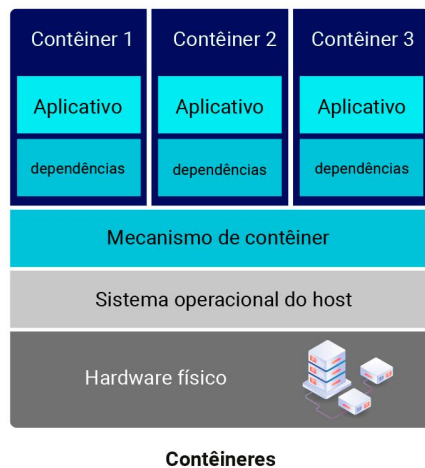 Contêiner 1
Contêiner 2
Contêiner 3
Aplicativo
Aplicativo
Aplicativo
dependências
dependências
dependências
Mecanismo de contêiner
Sistema operacional do host
Hardware físico
Contêineres